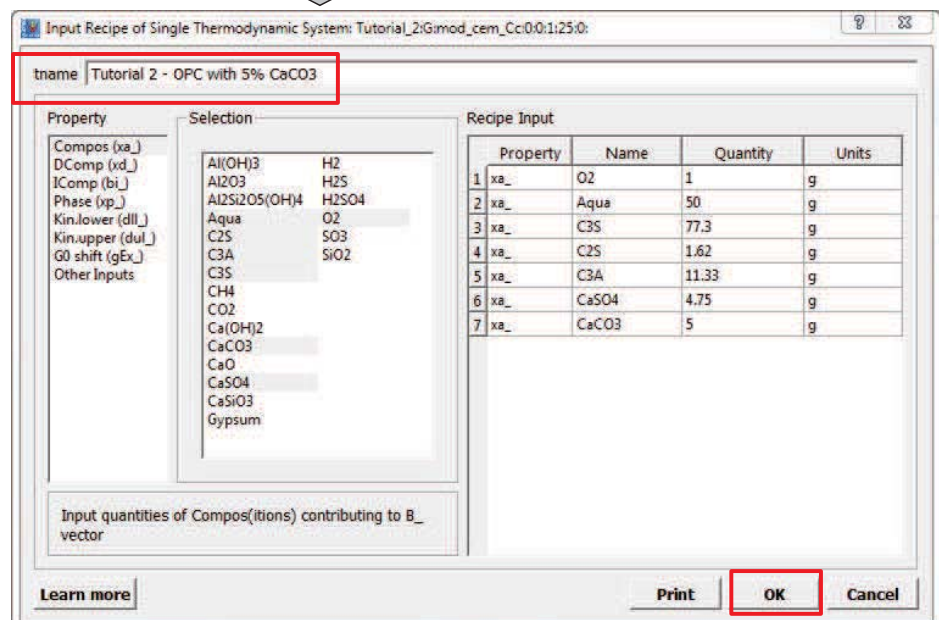 Input Recipe of Single Thermodynamic System: Tutorial_2:G:mod_cem_Cc:0:0:1:25:0:
tname Tutorial 2 - OPC with 5% CaCO3
Property Selection Recipe Input
Compos (xa_)
DComp (xd_)
IComp (bi_)
Phase (xp_)
Kin.lower (dll_)
Kin.upper (dul_)
G0 shift (gEx_)
Other Inputs
Al(OH)3 H2
Al2O3 H2S
Al2Si2O5(OH)4 H2SO4
Aqua O2
C2S SO3
C3A SiO2
C3S
CH4
CO2
Ca(OH)2
CaCO3
CaO
CaSO4
CaSiO3
Gypsum
Property Name Quantity Units
1 xa_ O2 1 g
2 xa_ Aqua 50 g
3 xa_ C3S 77.3 g
4 xa_ C2S 1.62 g
5 xa_ C3A 11.33 g
6 xa_ CaSO4 4.75 g
7 xa_ CaCO3 5 g
Input quantities of Compos(itions) contributing to B_
vector
Learn more Print OK Cancel